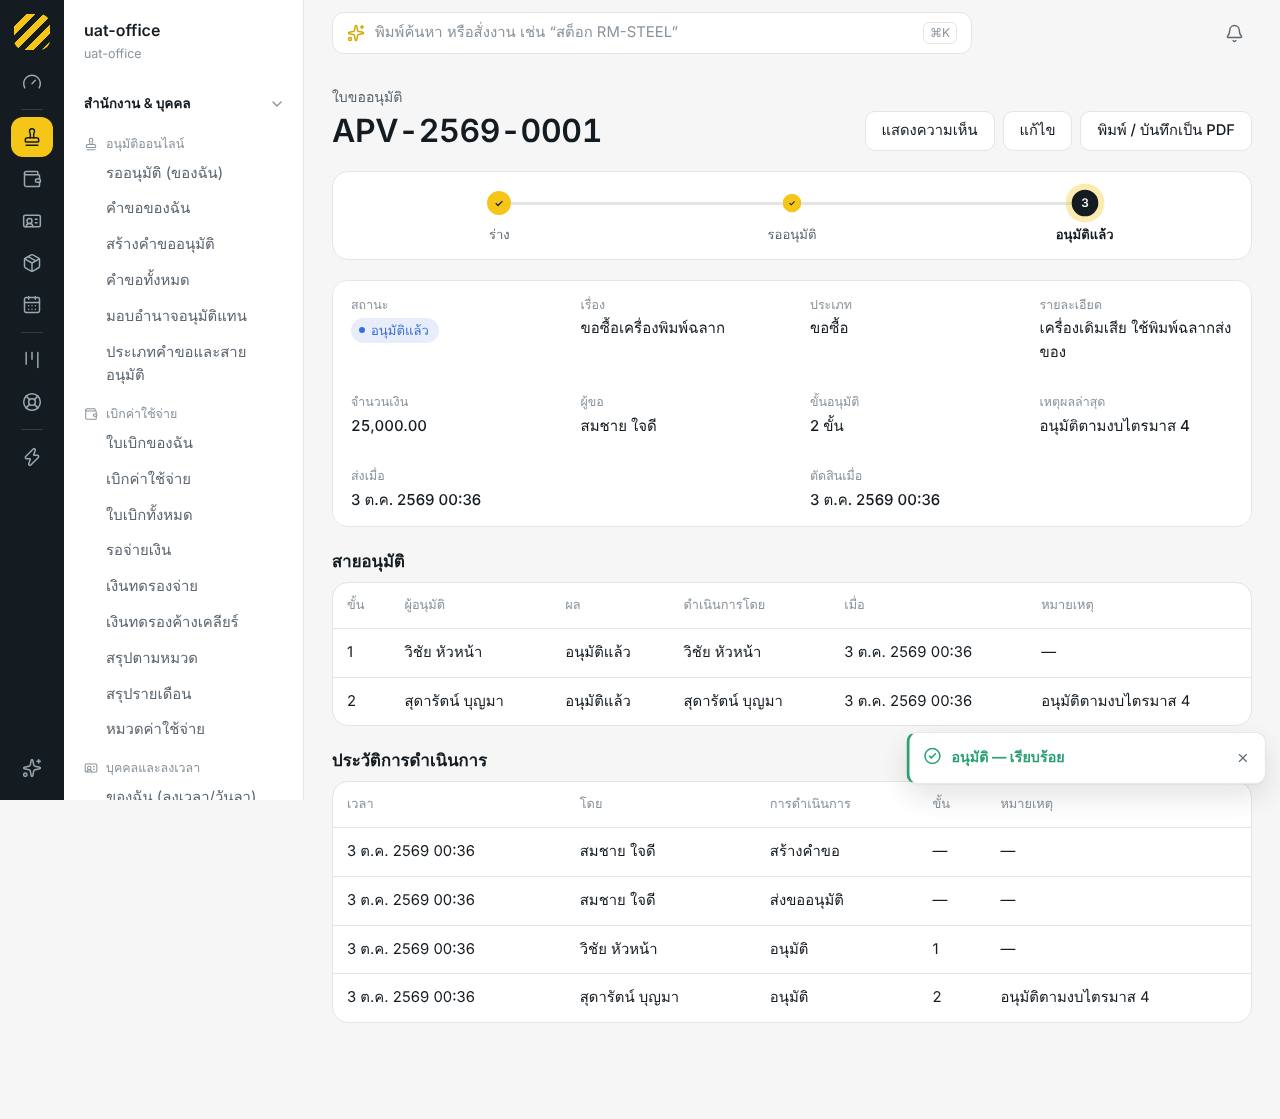 uat-office
uat-office
สำนักงาน & บุคคล
อนุมัติออนไลน์
รออนุมัติ (ของฉัน)
คำขอของฉัน
สร้างคำขออนุมัติ
คำขอทั้งหมด
มอบอำนาจอนุมัติแทน
ประเภทคำขอและสาย
อนุมัติ
เบิกค่าใช้จ่าย
ใบเบิกของฉัน
เบิกค่าใช้จ่าย
ใบเบิกทั้งหมด
รอจ่ายเงิน
เงินทดรองจ่าย
เงินทดรองค้างเคลียร์
สรุปตามหมวด
สรุปรายเดือน
หมวดค่าใช้จ่าย
บุคคลและลงเวลา
ของฉัน (ลงเวลา/วันลา)
พิมพ์ค้นหา หรือสั่งงาน เช่น “สต็อก RM-STEEL” ⌘K
ใบขออนุมัติ
APV-2569-0001
แสดงความเห็น แก้ไข พิมพ์ / บันทึกเป็น PDF
3
ร่าง รออนุมัติ อนุมัติแล้ว
สถานะ เรื่อง ประเภท รายละเอียด
อนุมัติแล้ว ขอซื้อเครื่องพิมพ์ฉลาก ขอซื้อ เครื่องเดิมเสีย ใช้พิมพ์ฉลากส่ง
ของ
จำนวนเงิน ผู้ขอ ขั้นอนุมัติ เหตุผลล่าสุด
25,000.00 สมชาย ใจดี 2 ขั้น อนุมัติตามงบไตรมาส 4
ส่งเมื่อ ตัดสินเมื่อ
3 ต.ค. 2569 00:36 3 ต.ค. 2569 00:36
สายอนุมัติ
ขั้น ผู้อนุมัติ ผล ดำเนินการโดย เมื่อ หมายเหตุ
1 วิชัย หัวหน้า อนุมัติแล้ว วิชัย หัวหน้า 3 ต.ค. 2569 00:36 —
2 สุดารัตน์ บุญมา อนุมัติแล้ว สุดารัตน์ บุญมา 3 ต.ค. 2569 00:36 อนุมัติตามงบไตรมาส 4
อนุมัติ — เรียบร้อย
ประวัติการดำเนินการ
เวลา โดย การดำเนินการ ขั้น หมายเหตุ
3 ต.ค. 2569 00:36 สมชาย ใจดี สร้างคำขอ — —
3 ต.ค. 2569 00:36 สมชาย ใจดี ส่งขออนุมัติ — —
3 ต.ค. 2569 00:36 วิชัย หัวหน้า อนุมัติ 1 —
3 ต.ค. 2569 00:36 สุดารัตน์ บุญมา อนุมัติ 2 อนุมัติตามงบไตรมาส 4